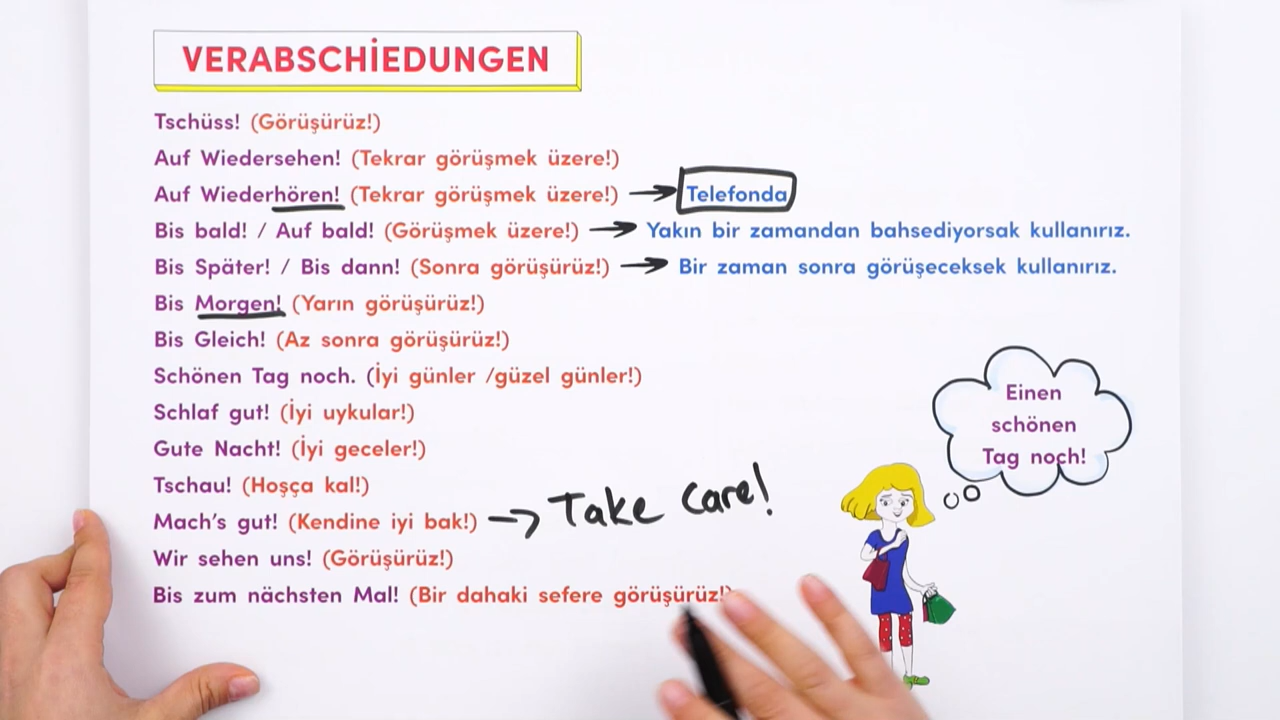 VERABSCHİEDUNGEN
Tschüss! (Görüşürüz!)
Auf Wiedersehen! (Tekrar görüşmek üzere!)
Auf Wiederhören! (Tekrar görüşmek üzere!) → Telefonda
Bis bald! / Auf bald! (Görüşmek üzere!) → Yakın bir zamandan bahsediyorsak kullanırız.
Bis Später! / Bis dann! (Sonra görüşürüz!) → Bir zaman sonra görüşeceksek kullanırız.
Bis Morgen! (Yarın görüşürüz!)
Bis Gleich! (Az sonra görüşürüz!)
Schönen Tag noch. (İyi günler /güzel günler!)
Schlaf gut! (İyi uykular!)
Gute Nacht! (İyi geceler!)
Tschau! (Hoşça kal!)
Mach's gut! (Kendine iyi bak!) → Take care!
Wir sehen uns! (Görüşürüz!)
Bis zum nächsten Mal! (Bir dahaki sefere görüşürüz!)
Einen
schönen
Tag noch!